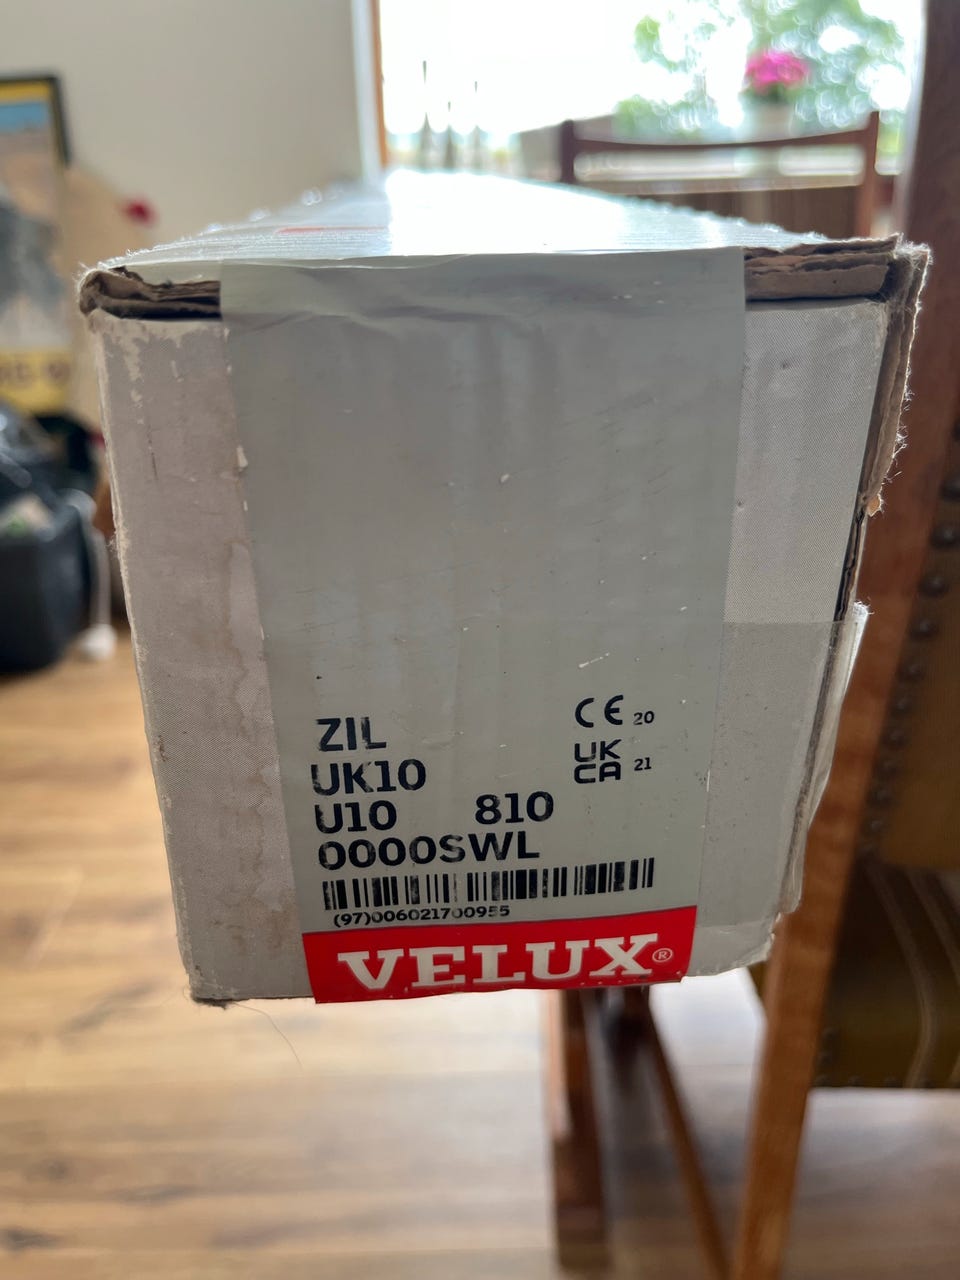 ZIL
CE 20
UK10
UK
CA 21
U10 810
0000SWL
(97)006021700955
VELUX®